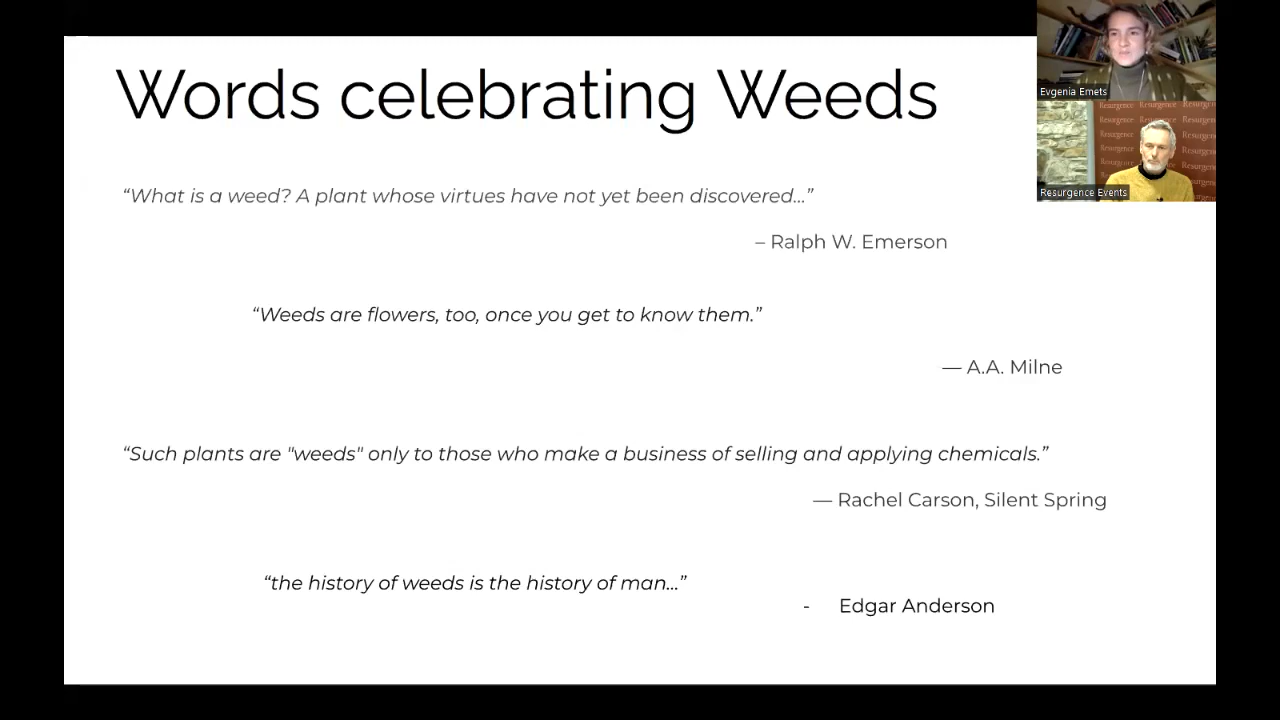 Words celebrating Weeds
“What is a weed? A plant whose virtues have not yet been discovered...”
– Ralph W. Emerson
“Weeds are flowers, too, once you get to know them.”
— A.A. Milne
“Such plants are "weeds" only to those who make a business of selling and applying chemicals.”
— Rachel Carson, Silent Spring
“the history of weeds is the history of man...”
- Edgar Anderson
Evgenia Emets
Resurgence Resurgence Resurgence
Resurgence Events